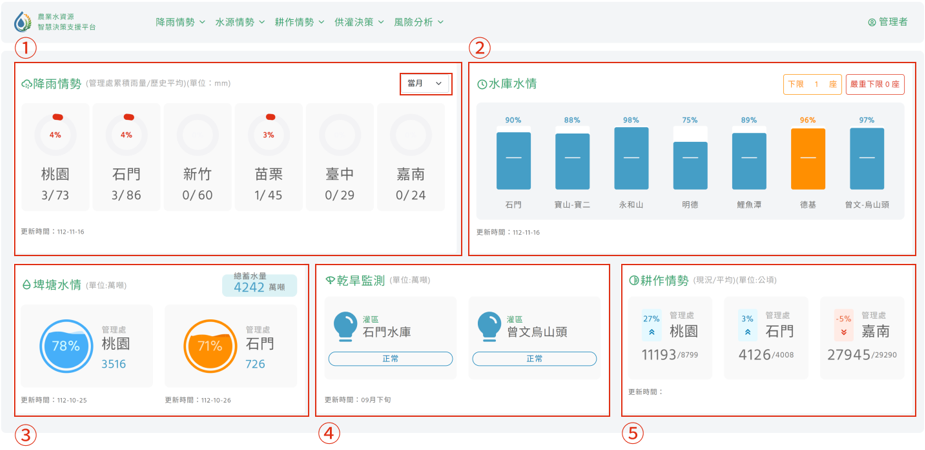 農業水資源
智慧決策支援平台
降雨情勢 水源情勢 耕作情勢 供灌決策 風險分析
管理者
①
②
降雨情勢 (管理處累積雨量/歷史平均)(單位：mm)
當月
4% 4% 3%
桃園 石門 新竹 苗栗 臺中 嘉南
3/73 3/86 0/60 1/45 0/29 0/24
更新時間：112-11-16
水庫水情
下限 1 座
嚴重下限 0 座
90% 88% 98% 75% 89% 96% 97%
石門 寶山-寶二 永和山 明德 鯉魚潭 德基 曾文-烏山頭
更新時間：112-11-16
埤塘水情 (單位:萬噸)
總蓄水量
4242 萬噸
78%
管理處
桃園
3516
71%
管理處
石門
726
更新時間：112-10-25
更新時間：112-10-26
乾旱監測 (單位:萬噸)
灌區
石門水庫
正常
灌區
曾文烏山頭
正常
更新時間：09月下旬
耕作情勢 (現況/平均)(單位:公頃)
27%
管理處
桃園
11193/8799
3%
管理處
石門
4126/4008
-5%
管理處
嘉南
27945/29290
更新時間：
③
④
⑤